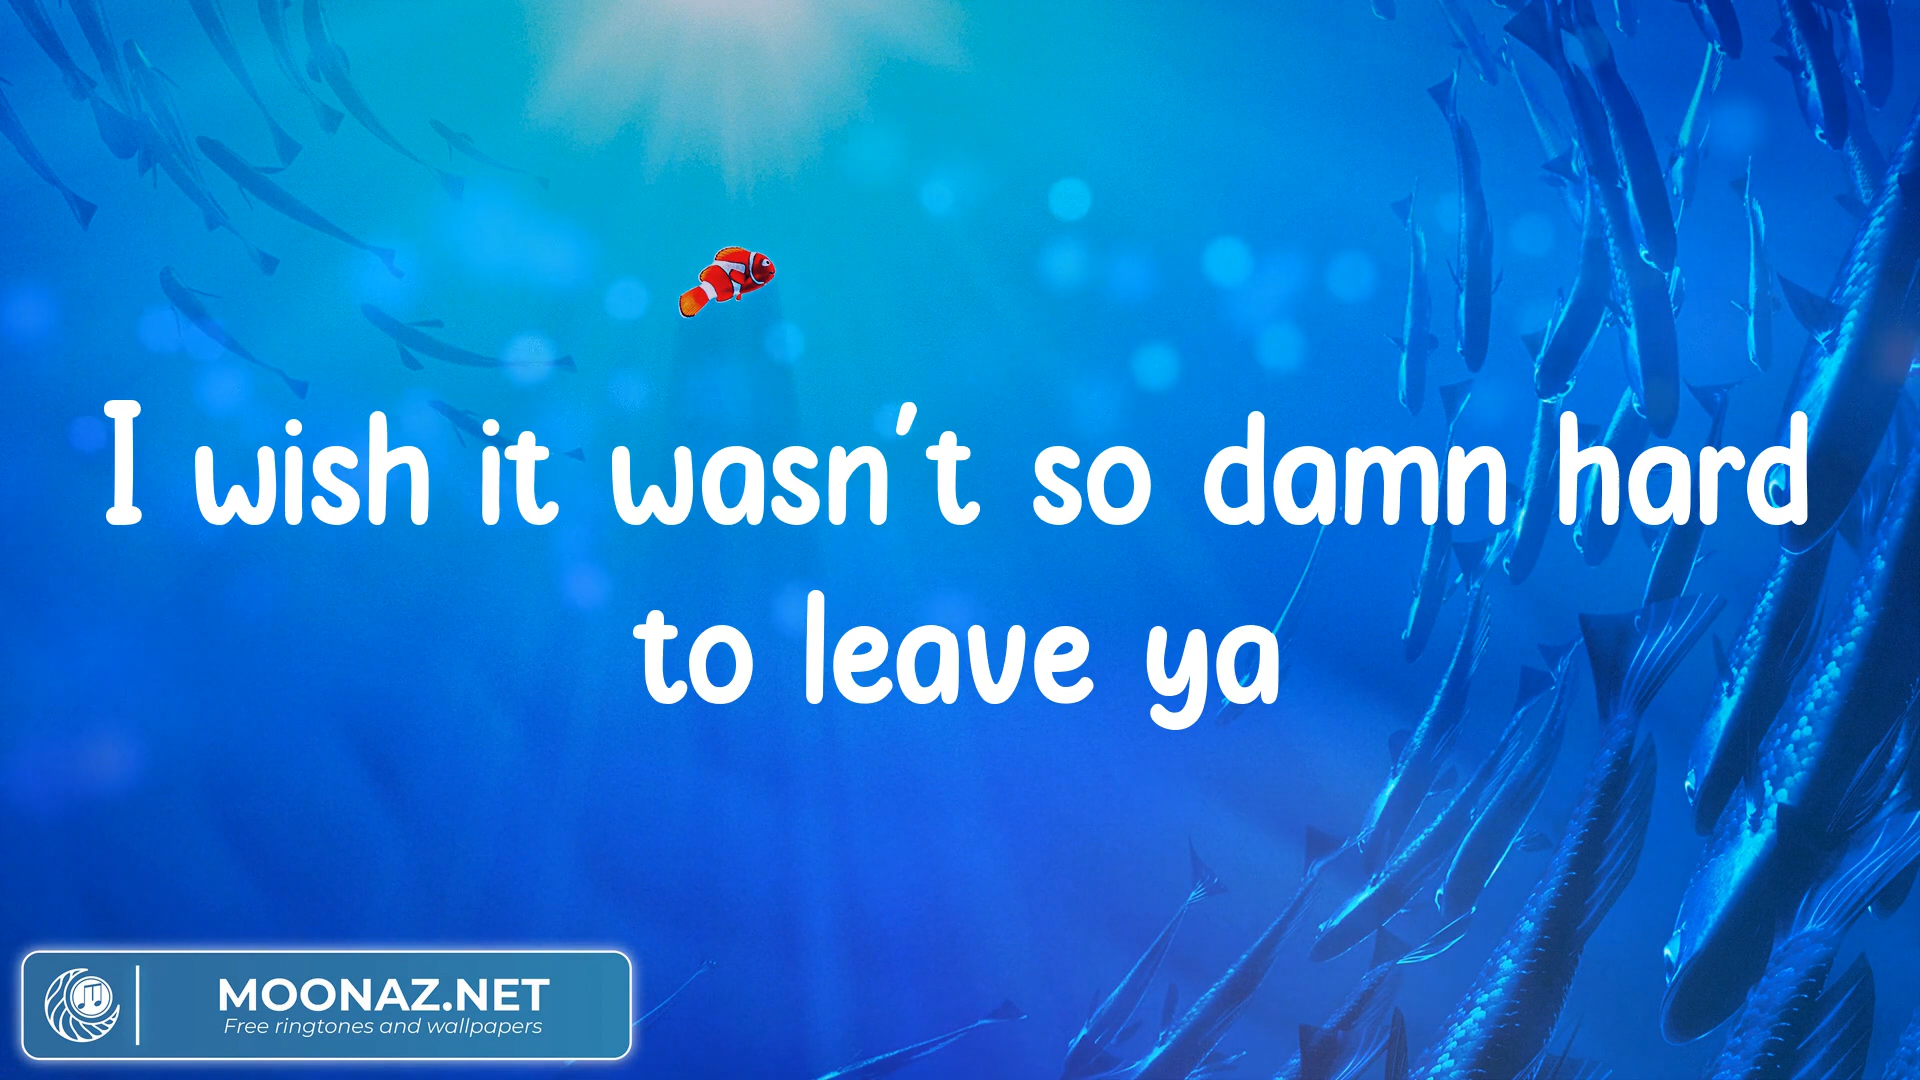 I wish it wasn't so damn hard
to leave ya
MOONAZ.NET
Free ringtones and wallpapers